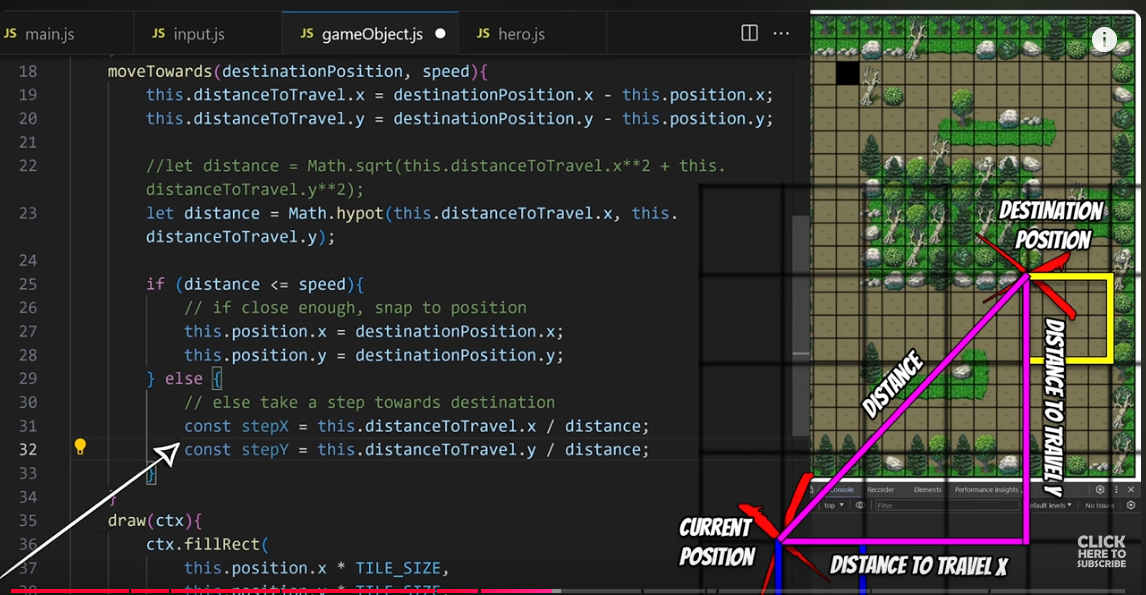 JS main.js
JS input.js
JS gameObject.js
JS hero.js
18 moveTowards(destinationPosition, speed){
19 this.distanceToTravel.x = destinationPosition.x - this.position.x;
20 this.distanceToTravel.y = destinationPosition.y - this.position.y;
21
22 //let distance = Math.sqrt(this.distanceToTravel.x**2 + this.
distanceToTravel.y**2);
23 let distance = Math.hypot(this.distanceToTravel.x, this.
distanceToTravel.y);
24
25 if (distance <= speed){
26 // if close enough, snap to position
27 this.position.x = destinationPosition.x;
28 this.position.y = destinationPosition.y;
29 } else {
30 // else take a step towards destination
31 const stepX = this.distanceToTravel.x / distance;
32 const stepY = this.distanceToTravel.y / distance;
33 }
34 }
35 draw(ctx){
36 ctx.fillRect(
37 this.position.x * TILE_SIZE,
DESTINATION
POSITION
DISTANCE
DISTANCE TO TRAVEL Y
CURRENT
POSITION
DISTANCE TO TRAVEL X
Console Recorder Elements Performance insights
top Filter No Issues
CLICK
HERE TO
SUBSCRIBE